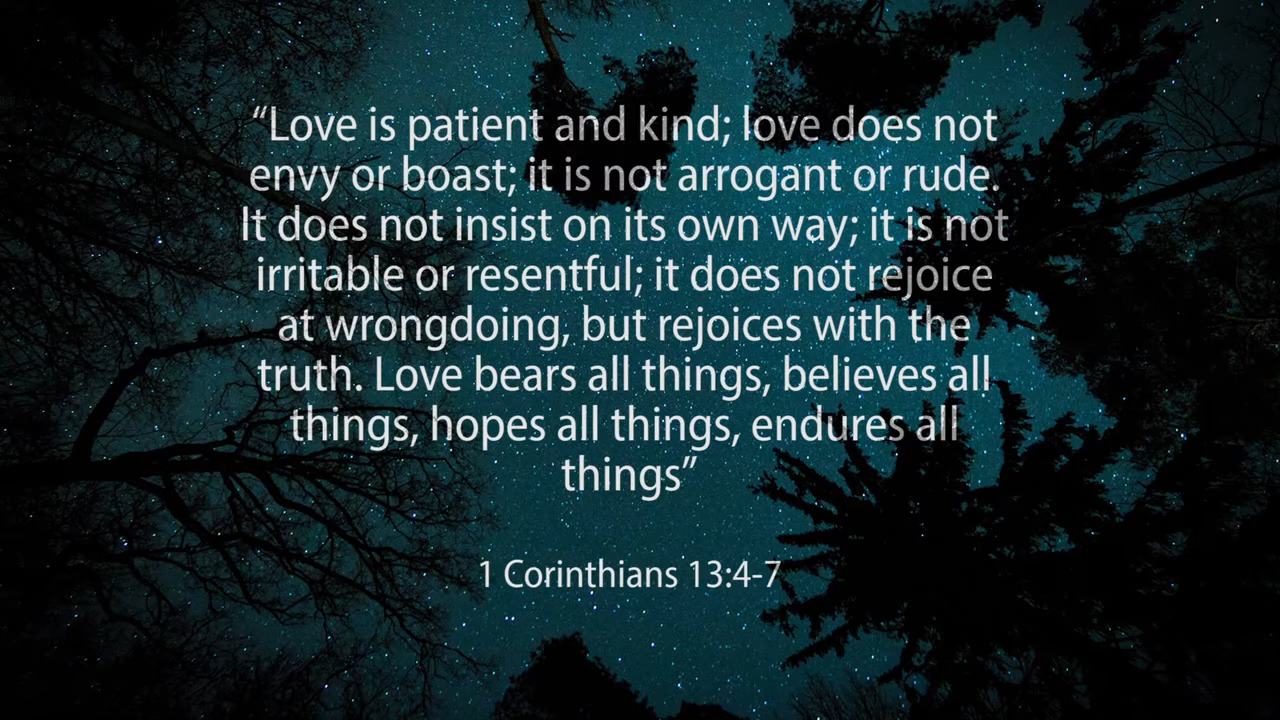 “Love is patient and kind; love does not
envy or boast; it is not arrogant or rude.
It does not insist on its own way; it is not
irritable or resentful; it does not rejoice
at wrongdoing, but rejoices with the
truth. Love bears all things, believes all
things, hopes all things, endures all
things”
1 Corinthians 13:4-7